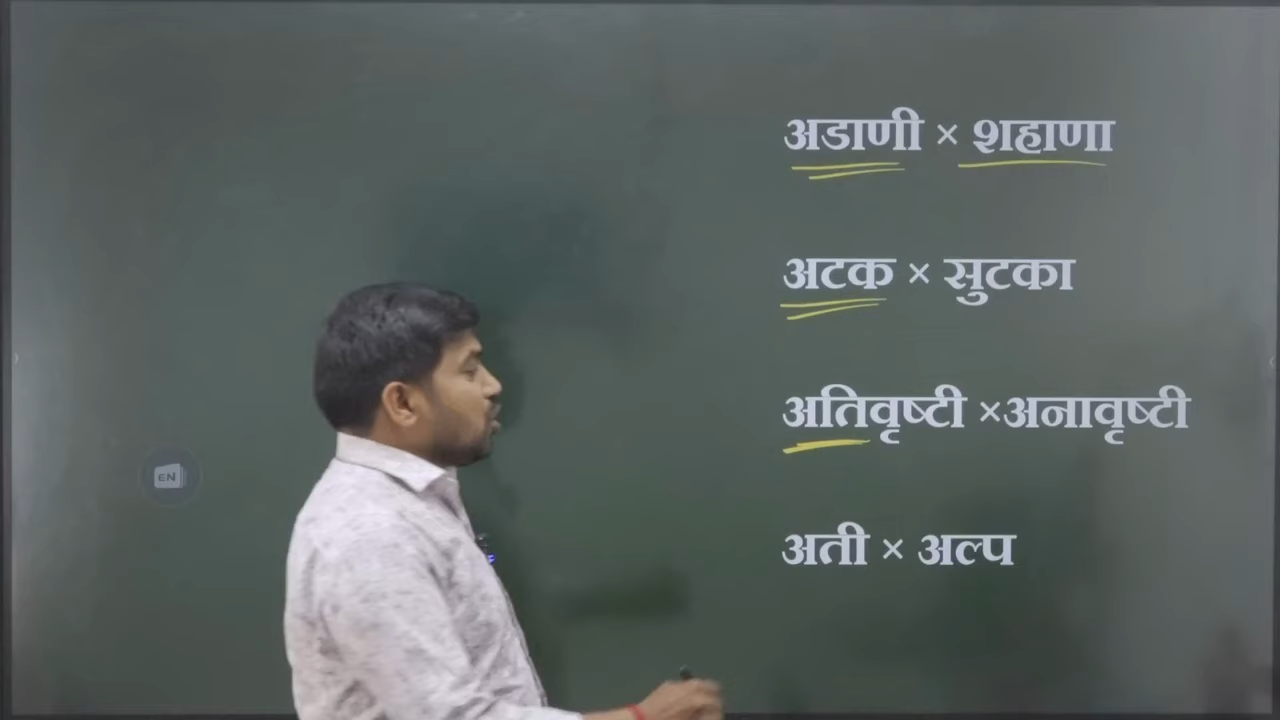 अडाणी × शहाणा
अटक × सुटका
अतिवृष्टी ×अनावृष्टी
अती × अल्प
EN